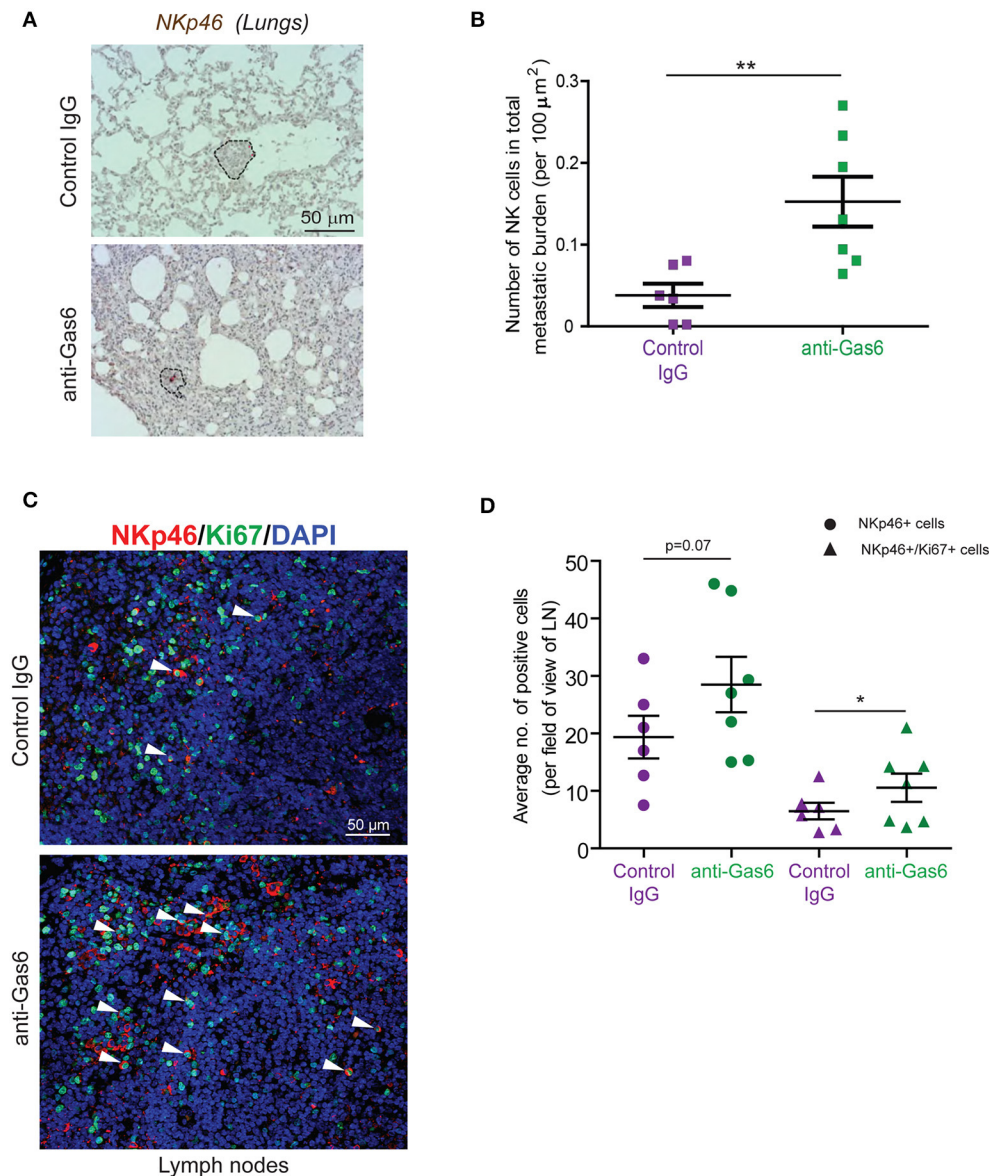 A
NKp46 (Lungs)
Control IgG
50 μm
anti-Gas6
B
**
Number of NK cells in total
metastatic burden (per 100 μm²)
0.3
0.2
0.1
0
Control
IgG
anti-Gas6
C
NKp46/Ki67/DAPI
Control IgG
50 μm
anti-Gas6
Lymph nodes
D
NKp46+ cells
NKp46+/Ki67+ cells
p=0.07
*
Average no. of positive cells
(per field of view of LN)
50
40
30
20
10
0
Control
IgG
anti-Gas6
Control
IgG
anti-Gas6